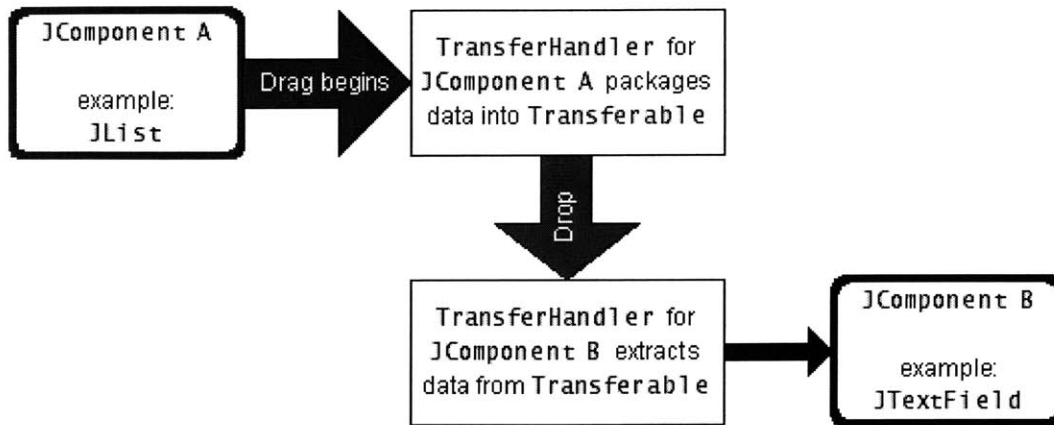 JComponent A
example:
JList
Drag begins
TransferHandler for
JComponent A packages
data into Transferable
Drop
TransferHandler for
JComponent B extracts
data from Transferable
JComponent B
example:
JTextField